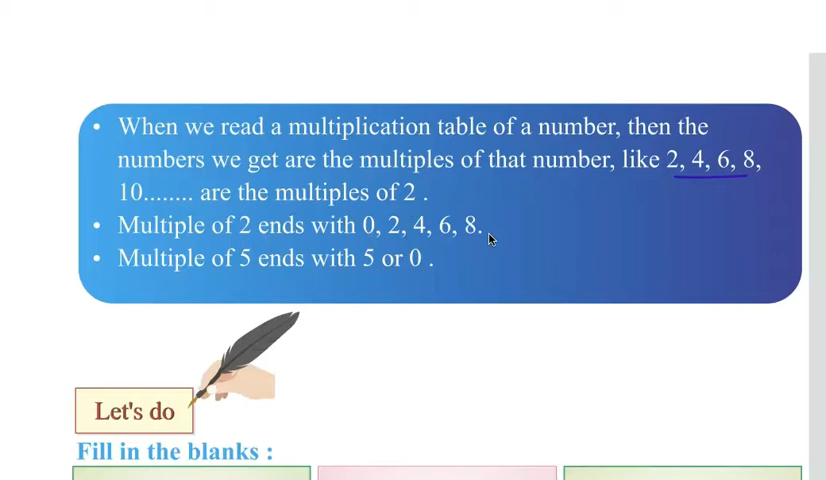 • When we read a multiplication table of a number, then the
numbers we get are the multiples of that number, like 2, 4, 6, 8,
10........ are the multiples of 2 .
• Multiple of 2 ends with 0, 2, 4, 6, 8.
• Multiple of 5 ends with 5 or 0 .
Let's do
Fill in the blanks :